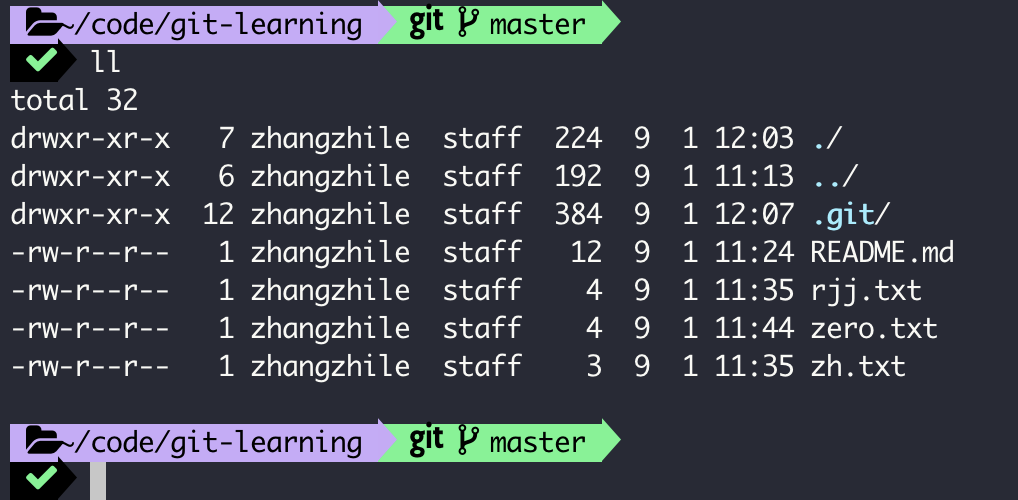 ~/code/git-learning git master
ll
total 32
drwxr-xr-x   7 zhangzhile  staff  224  9  1 12:03 ./
drwxr-xr-x   6 zhangzhile  staff  192  9  1 11:13 ../
drwxr-xr-x  12 zhangzhile  staff  384  9  1 12:07 .git/
-rw-r--r--   1 zhangzhile  staff   12  9  1 11:24 README.md
-rw-r--r--   1 zhangzhile  staff    4  9  1 11:35 rjj.txt
-rw-r--r--   1 zhangzhile  staff    4  9  1 11:44 zero.txt
-rw-r--r--   1 zhangzhile  staff    3  9  1 11:35 zh.txt
~/code/git-learning git master